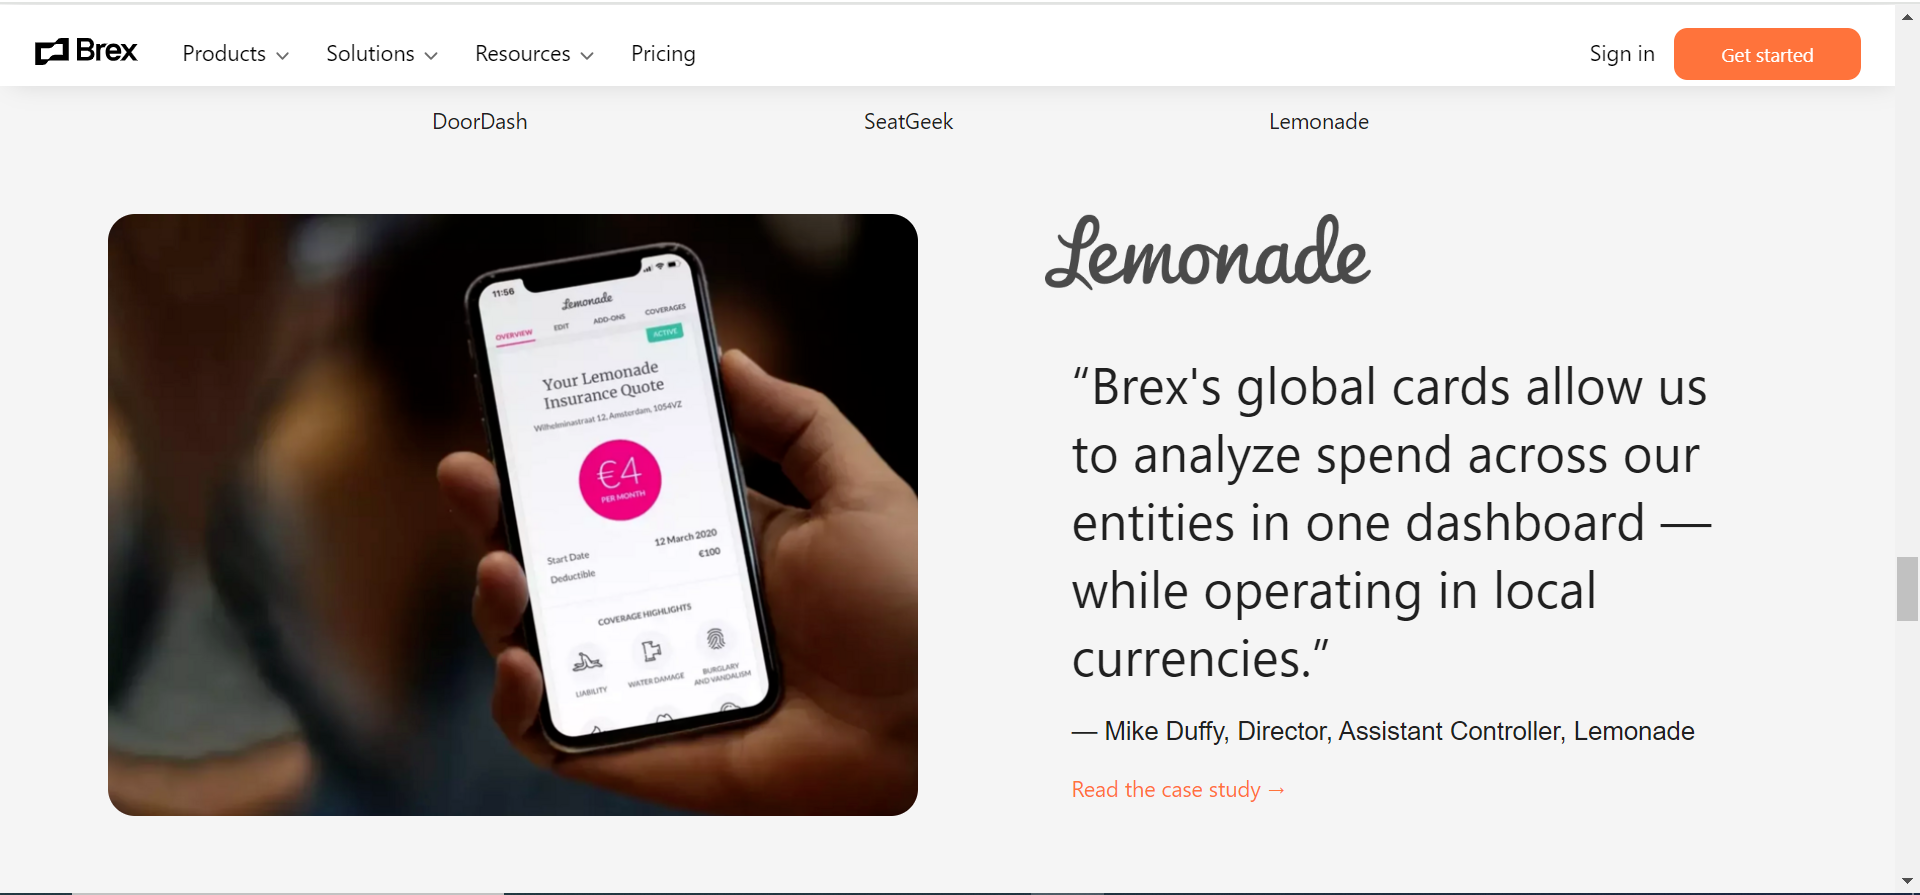 Brex
Products
Solutions
Resources
Pricing
Sign in
Get started
DoorDash
SeatGeek
Lemonade
11:56
Lemonade
OVERVIEW
EDIT
ADD-ONS
COVERAGES
ACTIVE
Your Lemonade
Insurance Quote
Wilhelminastraat 12, Amsterdam, 1054VZ
€4
PER MONTH
Start Date
12 March 2020
Deductible
€100
COVERAGE HIGHLIGHTS
LIABILITY
WATER DAMAGE
BURGLARY
AND VANDALISM
Lemonade
“Brex's global cards allow us
to analyze spend across our
entities in one dashboard —
while operating in local
currencies.”
— Mike Duffy, Director, Assistant Controller, Lemonade
Read the case study →